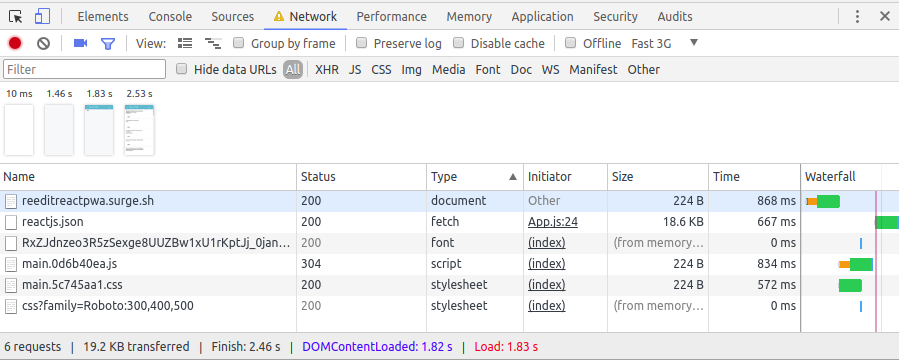 Elements Console Sources Network Performance Memory Application Security Audits
View: Group by frame Preserve log Disable cache Offline Fast 3G
Filter Hide data URLs All XHR JS CSS Img Media Font Doc WS Manifest Other
10 ms 1.46 s 1.83 s 2.53 s
Name Status Type Initiator Size Time Waterfall
reeditreactpwa.surge.sh 200 document Other 224 B 868 ms
reactjs.json 200 fetch App.js:24 18.6 KB 667 ms
RxZJdnzeo3R5zSexge8UUZBw1xU1rKptJj_0jan... 200 font (index) (from memory... 0 ms
main.0d6b40ea.js 304 script (index) 224 B 834 ms
main.5c745aa1.css 200 stylesheet (index) 224 B 572 ms
css?family=Roboto:300,400,500 200 stylesheet (index) (from memory... 0 ms
6 requests | 19.2 KB transferred | Finish: 2.46 s | DOMContentLoaded: 1.82 s | Load: 1.83 s